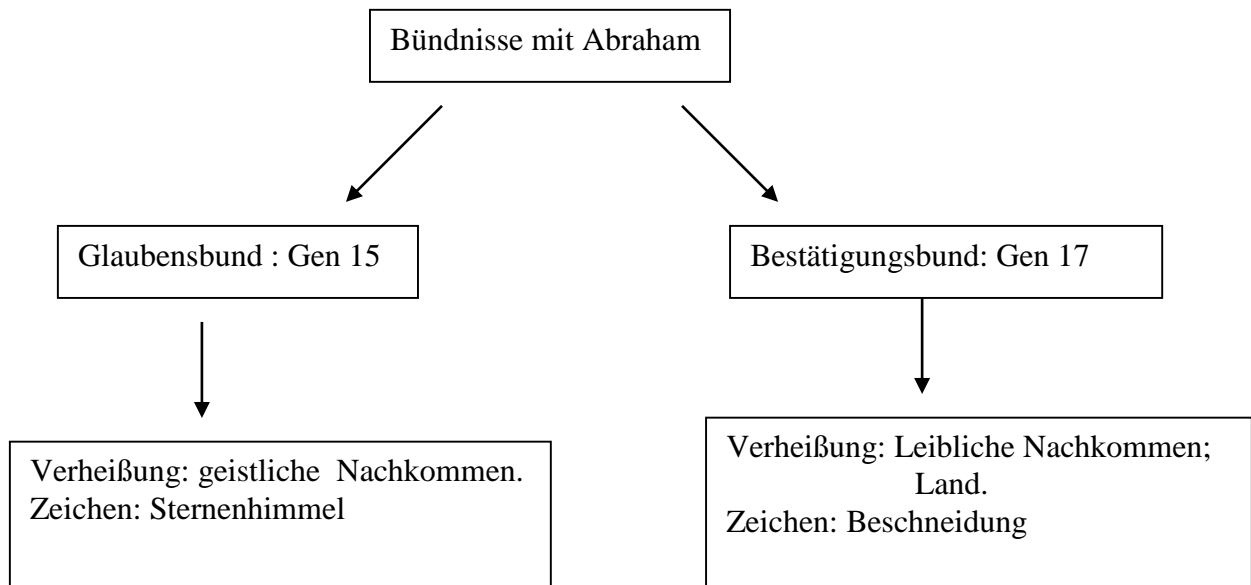 Bündnisse mit Abraham
Glaubensbund : Gen 15
Bestätigungsbund: Gen 17
Verheißung: geistliche Nachkommen.
Zeichen: Sternenhimmel
Verheißung: Leibliche Nachkommen;
Land.
Zeichen: Beschneidung